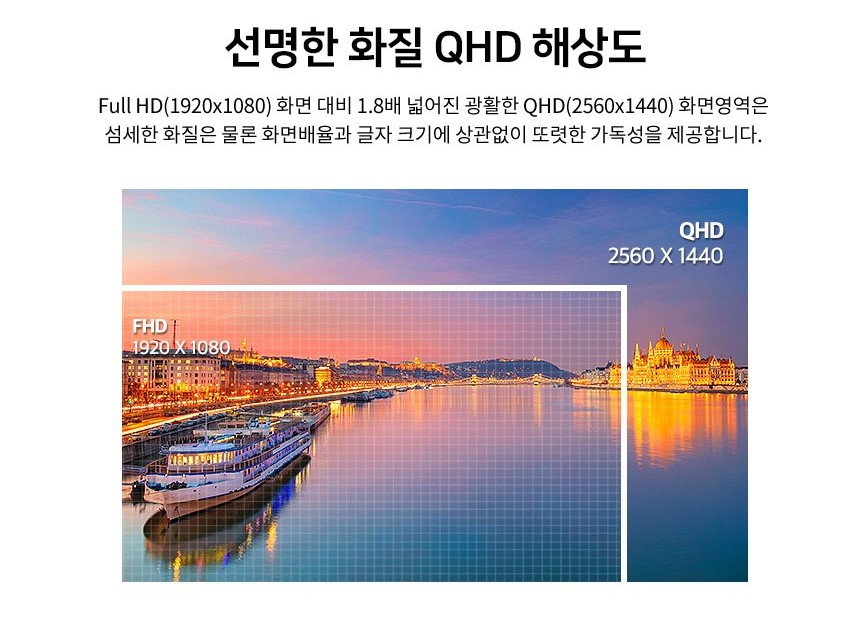 선명한 화질 QHD 해상도
Full HD(1920x1080) 화면 대비 1.8배 넓어진 광활한 QHD(2560x1440) 화면영역은
섬세한 화질은 물론 화면배율과 글자 크기에 상관없이 또렷한 가독성을 제공합니다.
QHD
2560 X 1440
FHD
1920 X 1080